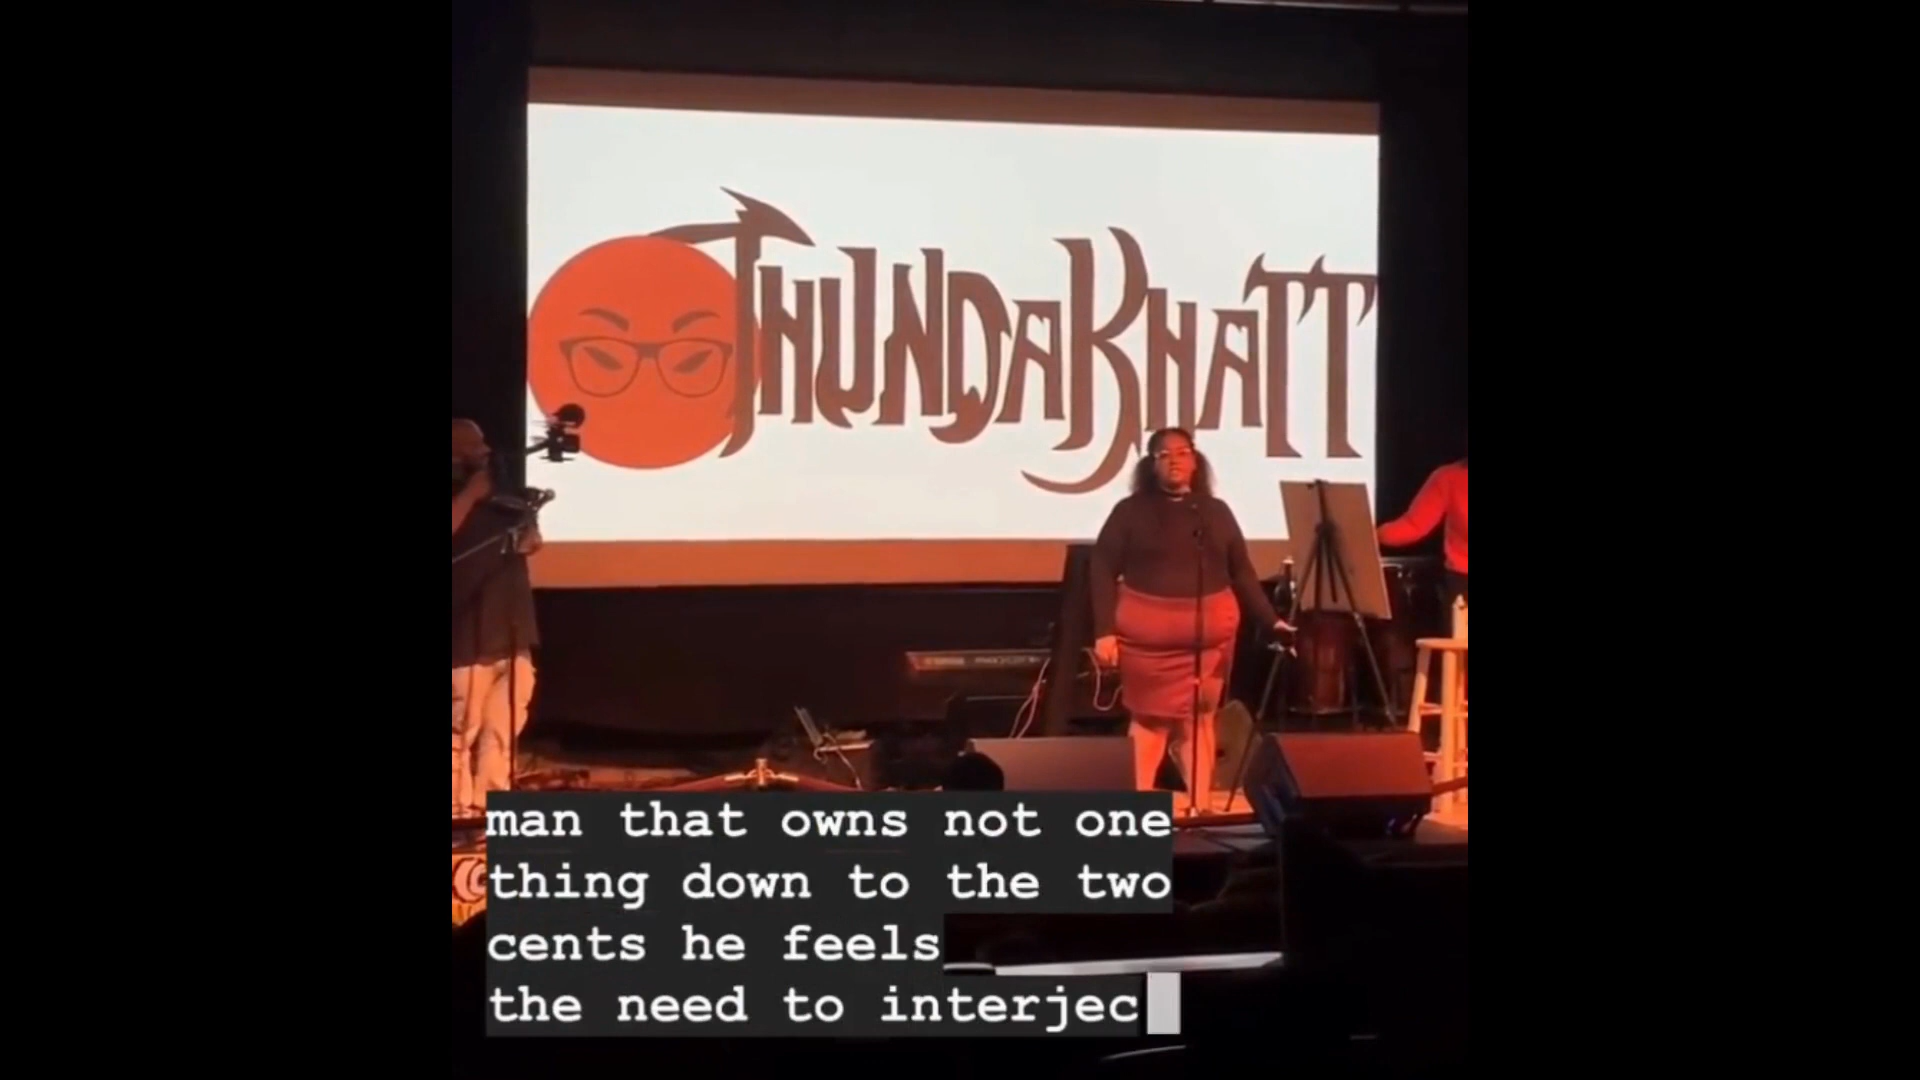 THUNDAKHATT
man that owns not one
thing down to the two
cents he feels
the need to interjec